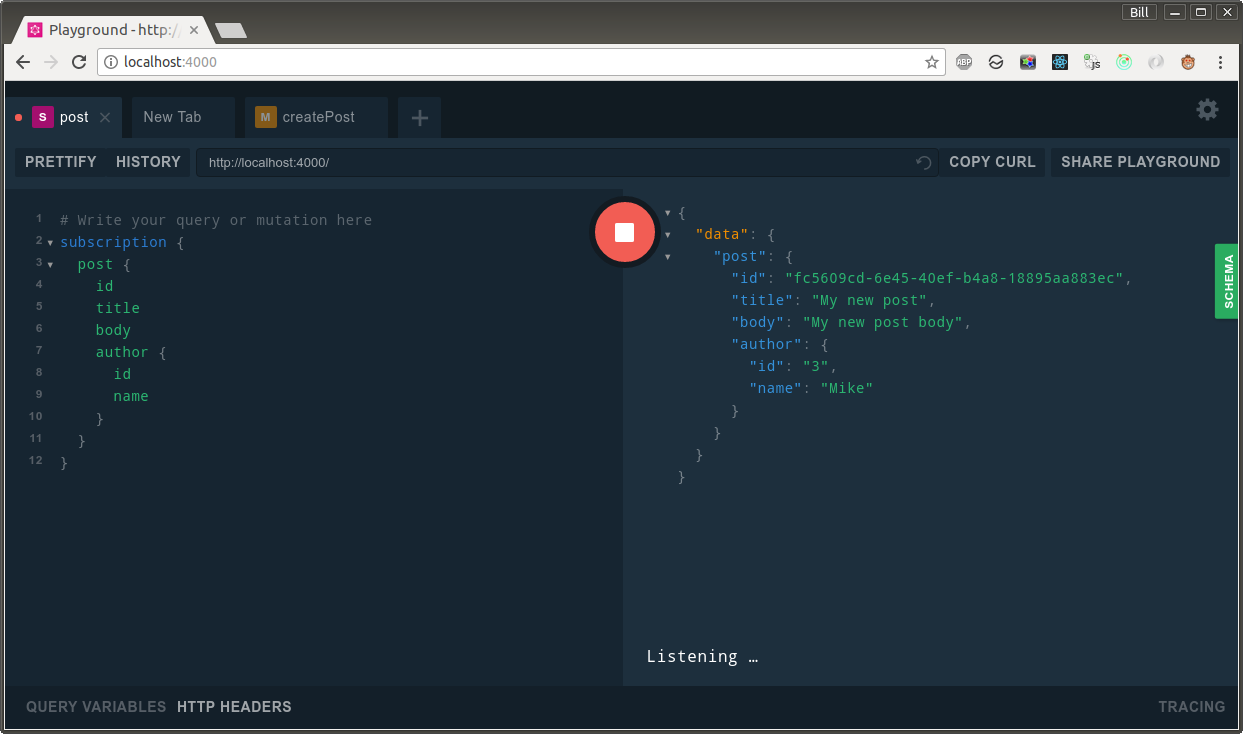 Bill
Playground - http:/
localhost:4000
ABP
JS
S post
New Tab
M createPost
PRETTIFY HISTORY http://localhost:4000/ COPY CURL SHARE PLAYGROUND
1 # Write your query or mutation here
2 subscription {
3 post {
4 id
5 title
6 body
7 author {
8 id
9 name
10 }
11 }
12 }
{
"data": {
"post": {
"id": "fc5609cd-6e45-40ef-b4a8-18895aa883ec",
"title": "My new post",
"body": "My new post body",
"author": {
"id": "3",
"name": "Mike"
}
}
}
}
SCHEMA
Listening …
QUERY VARIABLES HTTP HEADERS TRACING